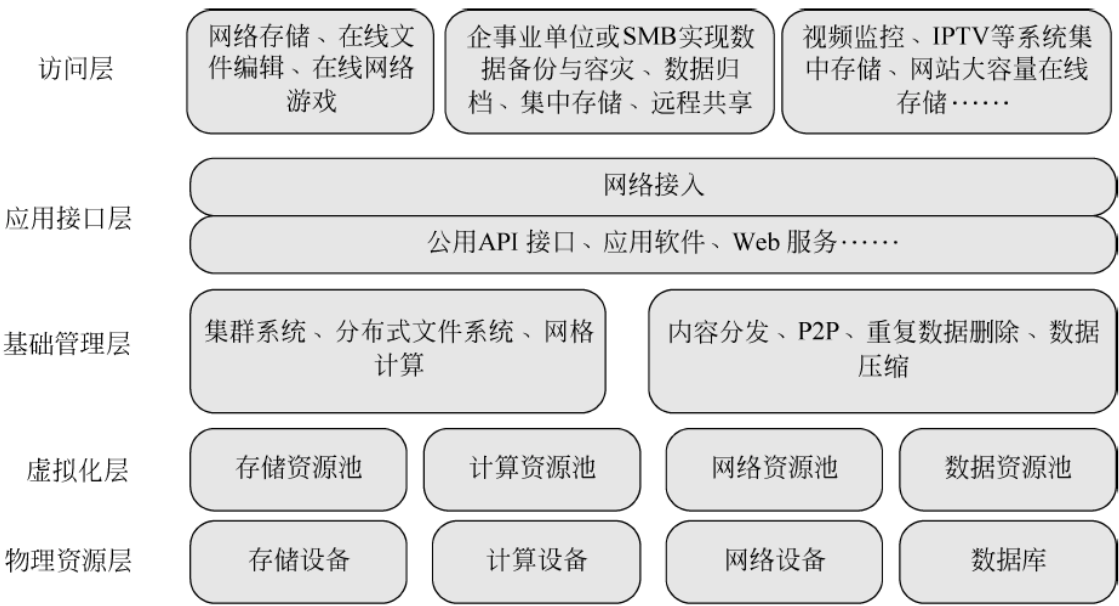 访问层
网络存储、在线文
件编辑、在线网络
游戏
企事业单位或SMB实现数
据备份与容灾、数据归
档、集中存储、远程共享
视频监控、IPTV等系统集
中存储、网站大容量在线
存储……
应用接口层
网络接入
公用API 接口、应用软件、Web 服务……
基础管理层
集群系统、分布式文件系统、网格
计算
内容分发、P2P、重复数据删除、数据
压缩
虚拟化层
存储资源池
计算资源池
网络资源池
数据资源池
物理资源层
存储设备
计算设备
网络设备
数据库